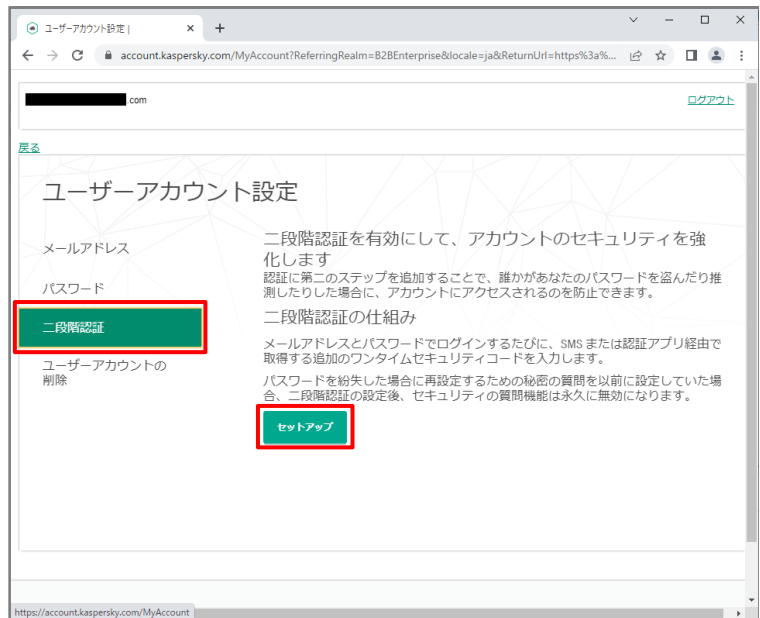 ユーザーアカウント設定 |
account.kaspersky.com/MyAccount?ReferringRealm=B2BEnterprise&locale=ja&ReturnUrl=https%3a%...
.com
ログアウト
戻る
ユーザーアカウント設定
メールアドレス
パスワード
二段階認証
ユーザーアカウントの
削除
二段階認証を有効にして、アカウントのセキュリティを強
化します
認証に第二のステップを追加することで、誰かがあなたのパスワードを盗んだり推
測したりした場合に、アカウントにアクセスされるのを防止できます。
二段階認証の仕組み
メールアドレスとパスワードでログインするたびに、SMS または認証アプリ経由で
取得する追加のワンタイムセキュリティコードを入力します。
パスワードを紛失した場合に再設定するための秘密の質問を以前に設定していた場
合、二段階認証の設定後、セキュリティの質問機能は永久に無効になります。
セットアップ
https://account.kaspersky.com/MyAccount